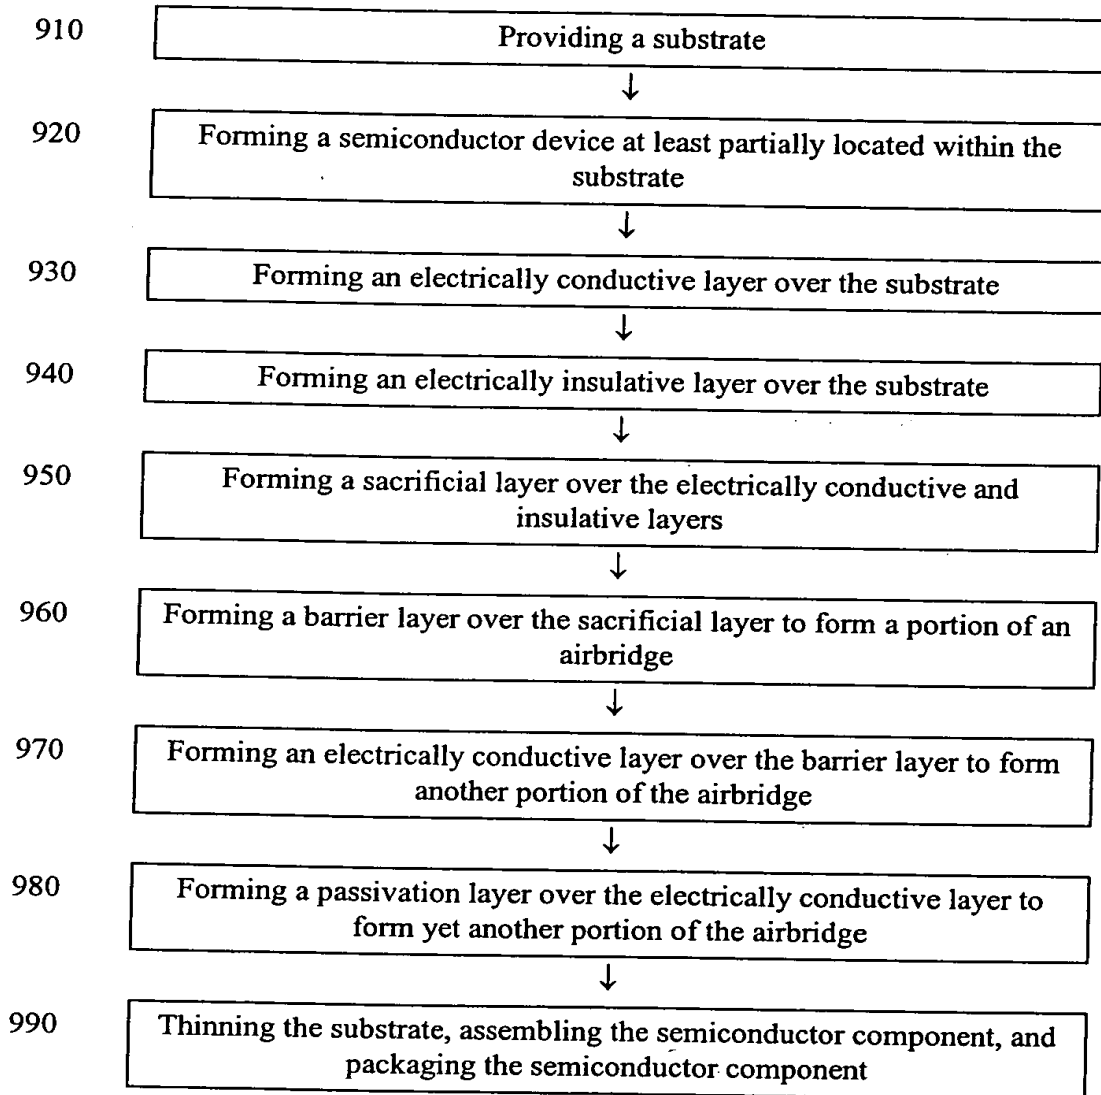 910
Providing a substrate
↓
920
Forming a semiconductor device at least partially located within the
substrate
↓
930
Forming an electrically conductive layer over the substrate
↓
940
Forming an electrically insulative layer over the substrate
↓
950
Forming a sacrificial layer over the electrically conductive and
insulative layers
↓
960
Forming a barrier layer over the sacrificial layer to form a portion of an
airbridge
↓
970
Forming an electrically conductive layer over the barrier layer to form
another portion of the airbridge
↓
980
Forming a passivation layer over the electrically conductive layer to
form yet another portion of the airbridge
↓
990
Thinning the substrate, assembling the semiconductor component, and
packaging the semiconductor component